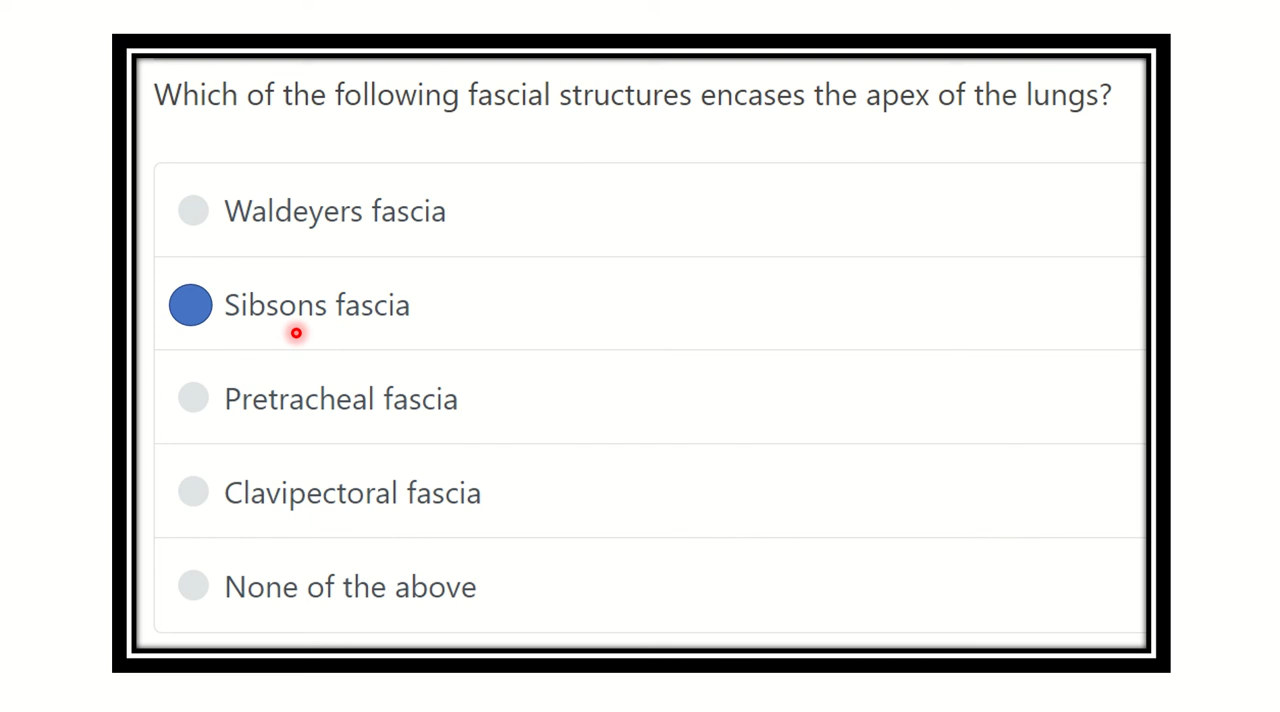 Which of the following fascial structures encases the apex of the lungs?
Waldeyers fascia
Sibsons fascia
Pretracheal fascia
Clavipectoral fascia
None of the above